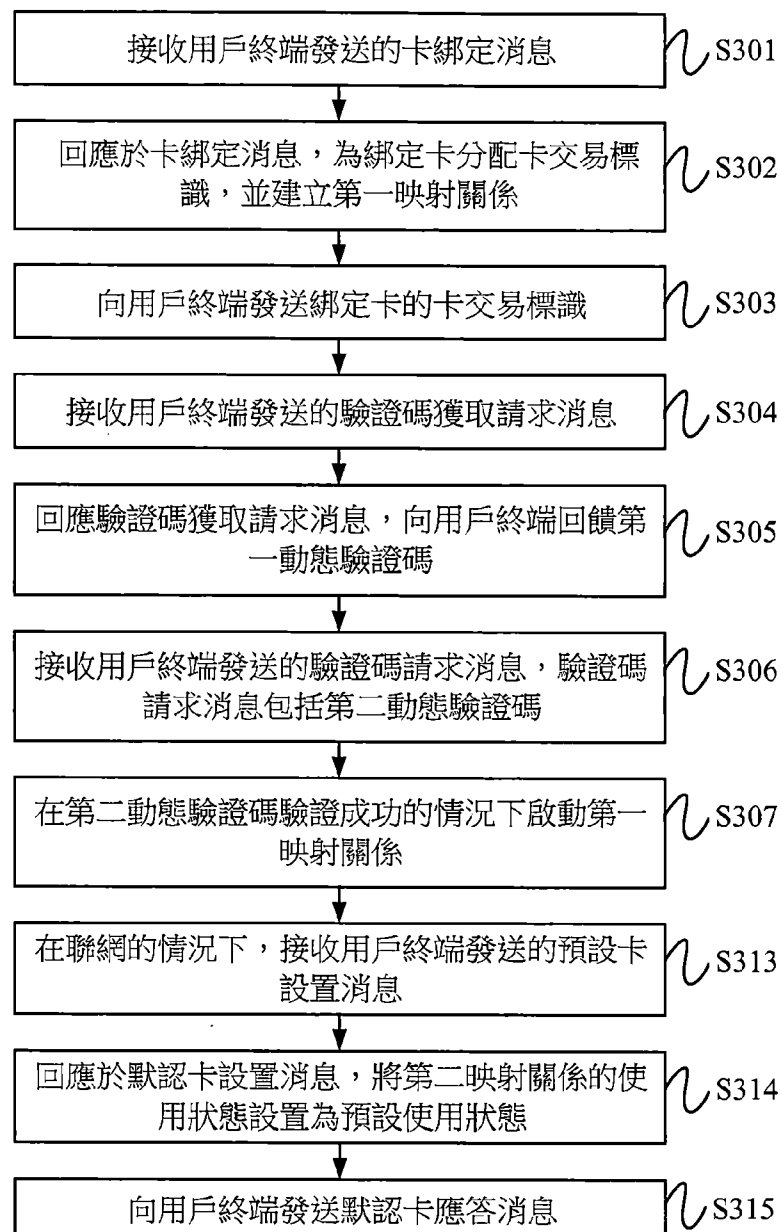 接收用戶終端發送的卡綁定消息
S301
回應於卡綁定消息，為綁定卡分配卡交易標
識，並建立第一映射關係
S302
向用戶終端發送綁定卡的卡交易標識
S303
接收用戶終端發送的驗證碼獲取請求消息
S304
回應驗證碼獲取請求消息，向用戶終端回饋第
一動態驗證碼
S305
接收用戶終端發送的驗證碼請求消息，驗證碼
請求消息包括第二動態驗證碼
S306
在第二動態驗證碼驗證成功的情況下啟動第一
映射關係
S307
在聯網的情況下，接收用戶終端發送的預設卡
設置消息
S313
回應於默認卡設置消息，將第二映射關係的使
用狀態設置為預設使用狀態
S314
向用戶終端發送默認卡應答消息
S315